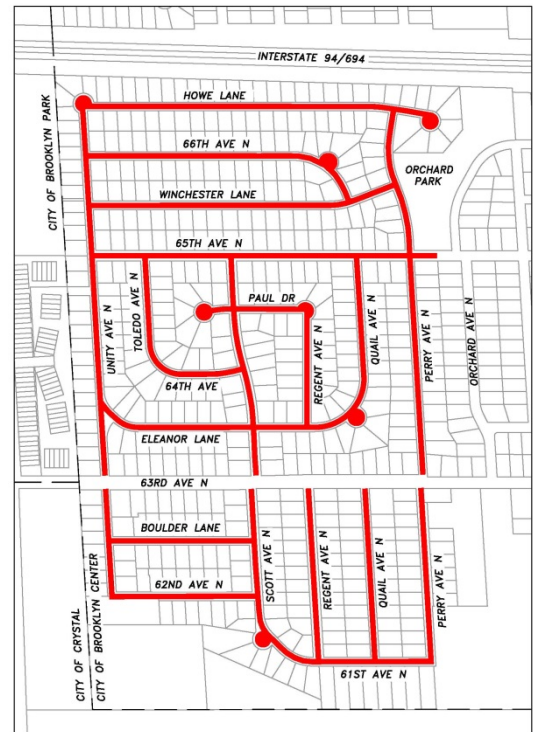 INTERSTATE 94/694
HOWE LANE
CITY OF BROOKLYN PARK
66TH AVE N
ORCHARD
PARK
WINCHESTER LANE
65TH AVE N
UNITY AVE N
TOLEDO AVE N
PAUL DR
REGENT AVE N
QUAIL AVE N
PERRY AVE N
ORCHARD AVE N
64TH AVE
ELEANOR LANE
63RD AVE N
BOULDER LANE
SCOTT AVE N
REGENT AVE N
QUAIL AVE N
PERRY AVE N
62ND AVE N
CITY OF CRYSTAL
CITY OF BROOKLYN CENTER
61ST AVE N